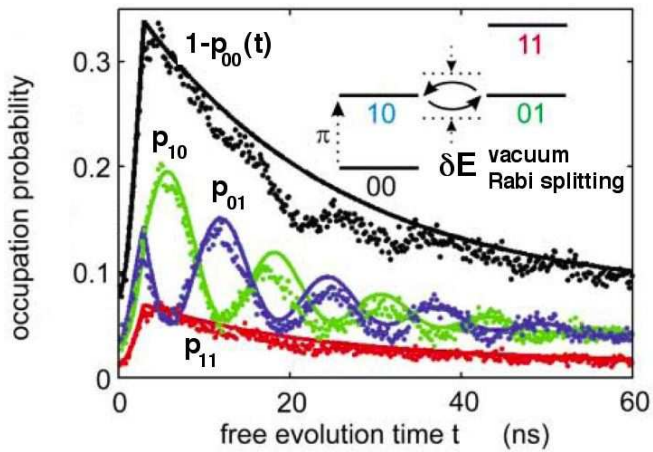 occupation probability
0.3
0.2
0.1
0
0
20
40
60
free evolution time t (ns)
1-p₀₀(t)
p₁₀
p₀₁
p₁₁
11
10
01
π
00
δE
vacuum
Rabi splitting